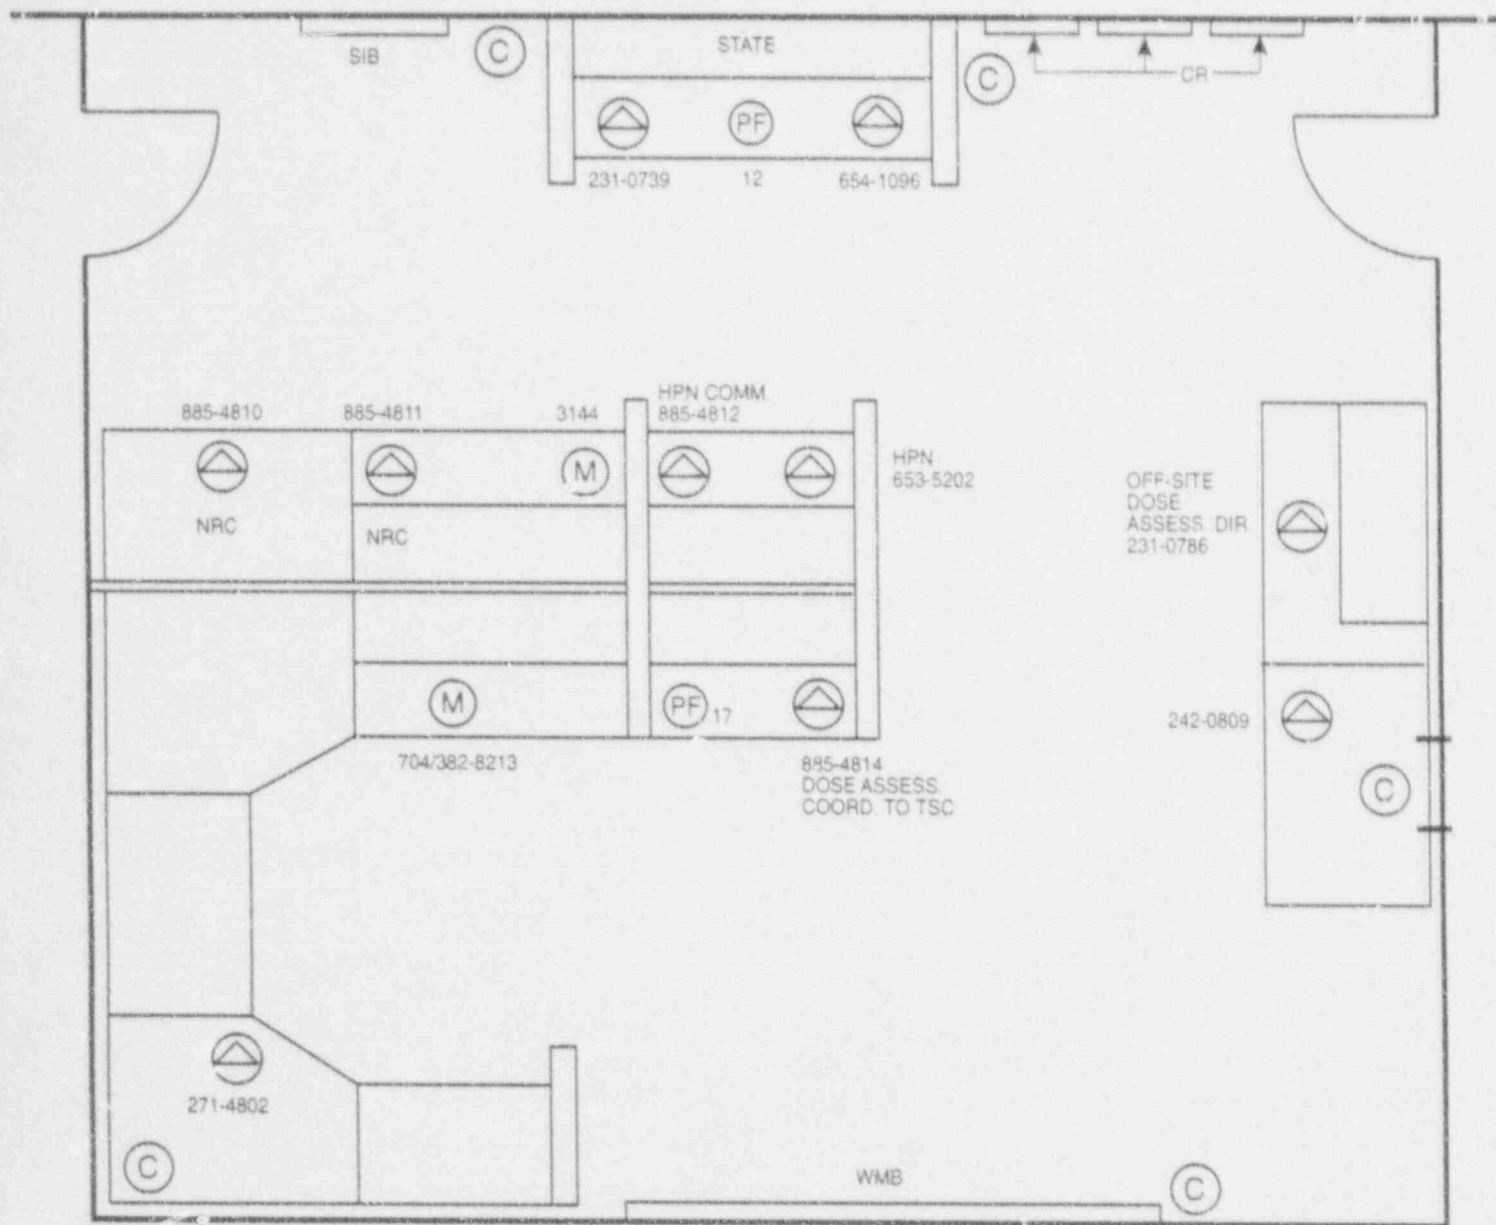 SIB
C
STATE
C
CR
PF
231-0739
12
654-1096
885-4810
885-4811
3144
HPN COMM.
885-4812
M
HPN
653-5202
NRC
NRC
OFF-SITE
DOSE
ASSESS. DIR
231-0786
M
PF
17
242-0809
704/382-8213
885-4814
DOSE ASSESS.
COORD. TO TSC
C
271-4802
C
WMB
C